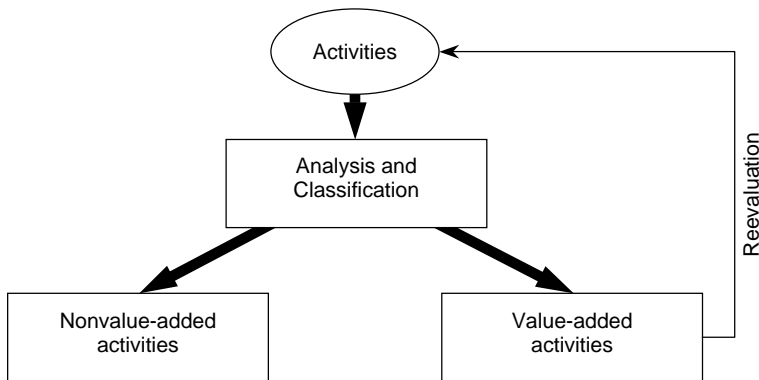 Activities
Analysis and
Classification
Reevaluation
Nonvalue-added
activities
Value-added
activities